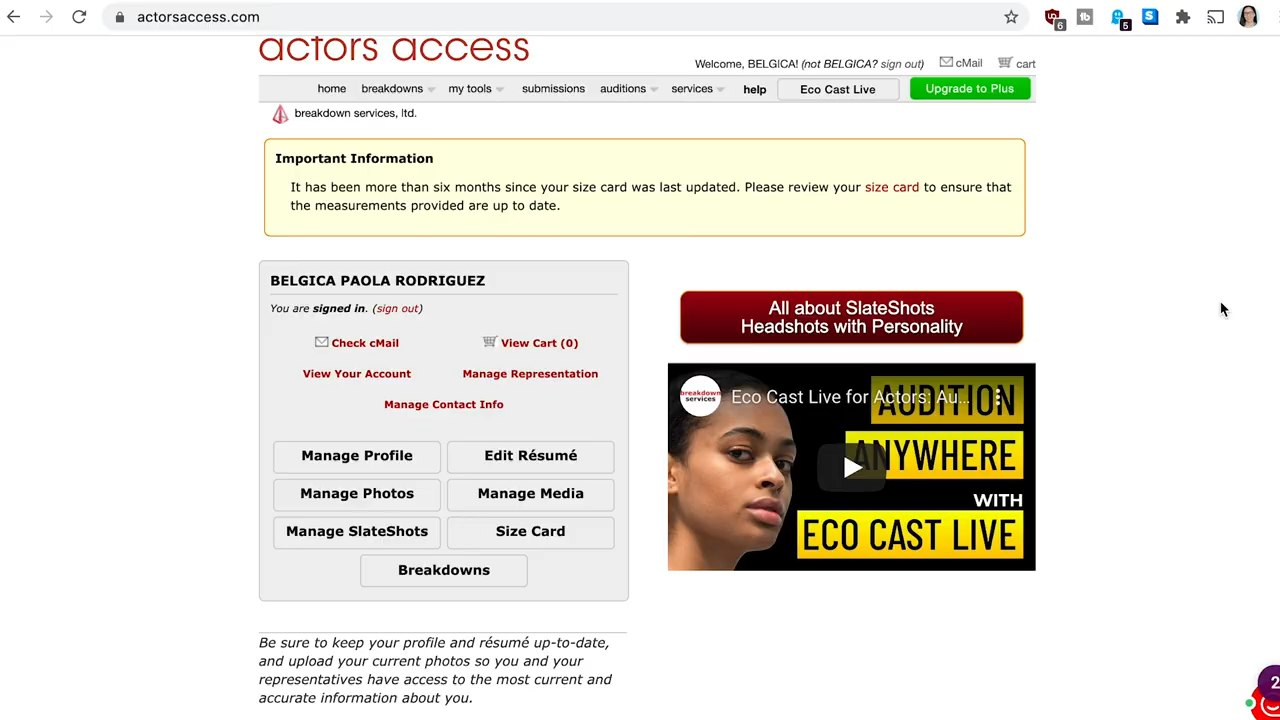 actorsaccess.com
6
5
actors access
Welcome, BELGICA! (not BELGICA? sign out)
cMail
cart
home
breakdowns
my tools
submissions
auditions
services
help
Eco Cast Live
Upgrade to Plus
breakdown services, ltd.
Important Information
It has been more than six months since your size card was last updated. Please review your size card to ensure that
the measurements provided are up to date.
BELGICA PAOLA RODRIGUEZ
You are signed in. (sign out)
Check cMail
View Cart (0)
View Your Account
Manage Representation
Manage Contact Info
Manage Profile
Edit Résumé
Manage Photos
Manage Media
Manage SlateShots
Size Card
Breakdowns
All about SlateShots
Headshots with Personality
breakdown
services
Eco Cast Live for Actors: Au...
AUDITION
ANYWHERE
WITH
ECO CAST LIVE
Be sure to keep your profile and résumé up-to-date,
and upload your current photos so you and your
representatives have access to the most current and
accurate information about you.
2